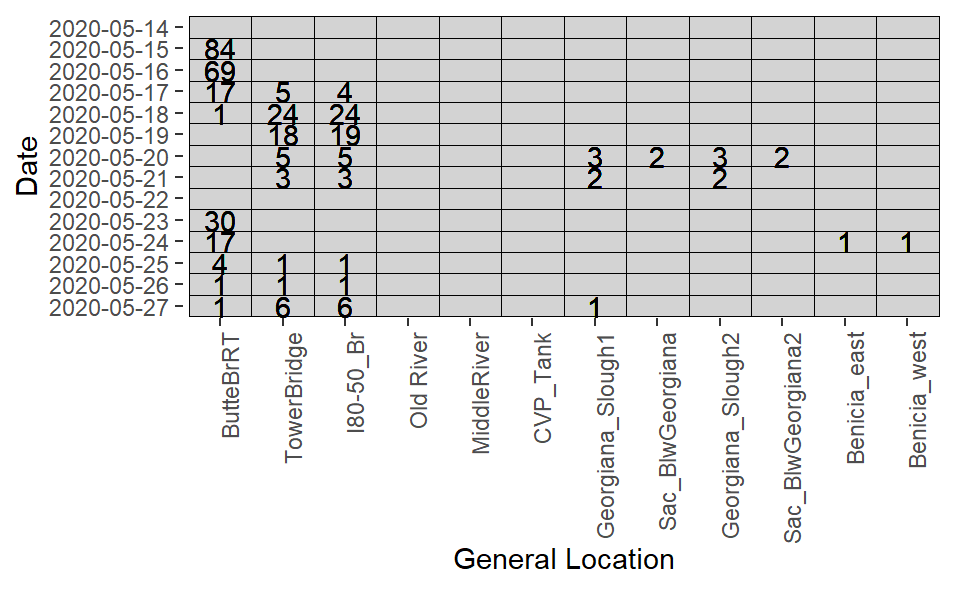 2020-05-14
2020-05-15 84
2020-05-16 69
2020-05-17 17 5 4
2020-05-18 1 24 24
2020-05-19 18 19
2020-05-20 5 5 3 2 3 2
2020-05-21 3 3 2 2
2020-05-22
2020-05-23 30
2020-05-24 17 1 1
2020-05-25 4 1 1
2020-05-26 1 1 1
2020-05-27 1 6 6 1
Date
ButteBrRT
TowerBridge
I80-50_Br
Old River
MiddleRiver
CVP_Tank
Georgiana_Slough1
Sac_BlwGeorgiana
Georgiana_Slough2
Sac_BlwGeorgiana2
Benicia_east
Benicia_west
General Location